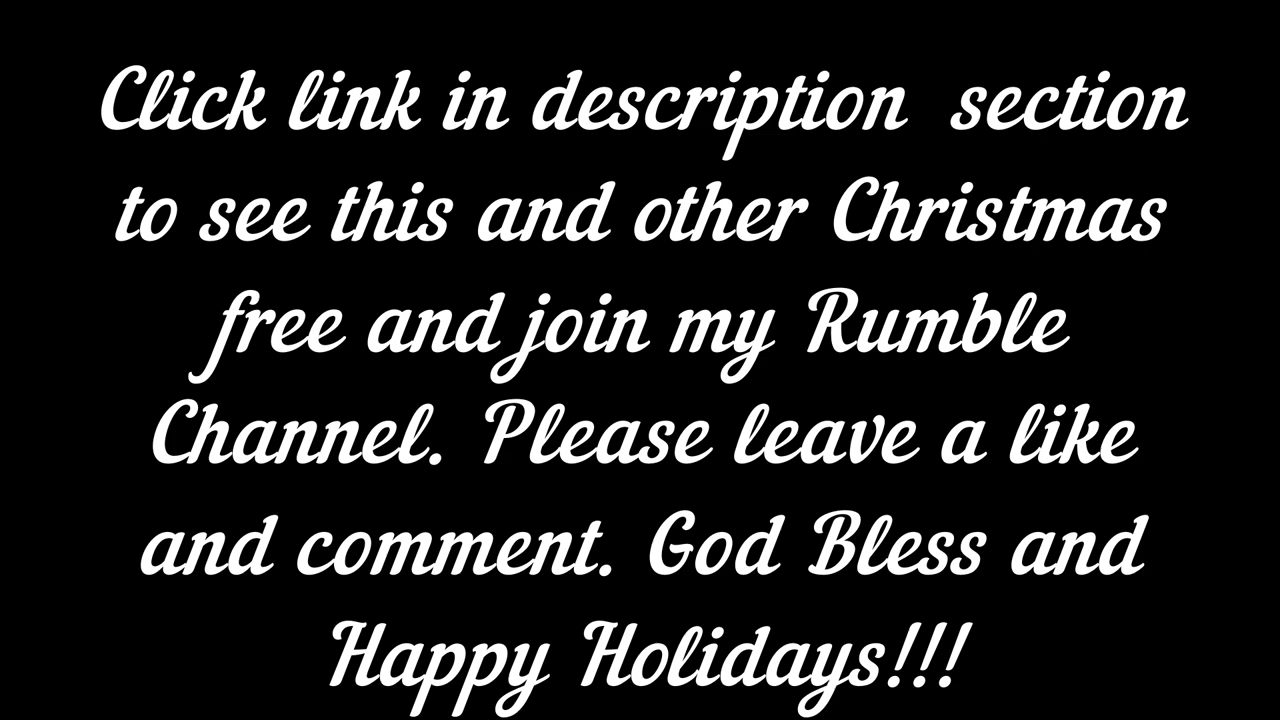 Click link in description section
to see this and other Christmas
free and join my Rumble
Channel. Please leave a like
and comment. God Bless and
Happy Holidays!!!